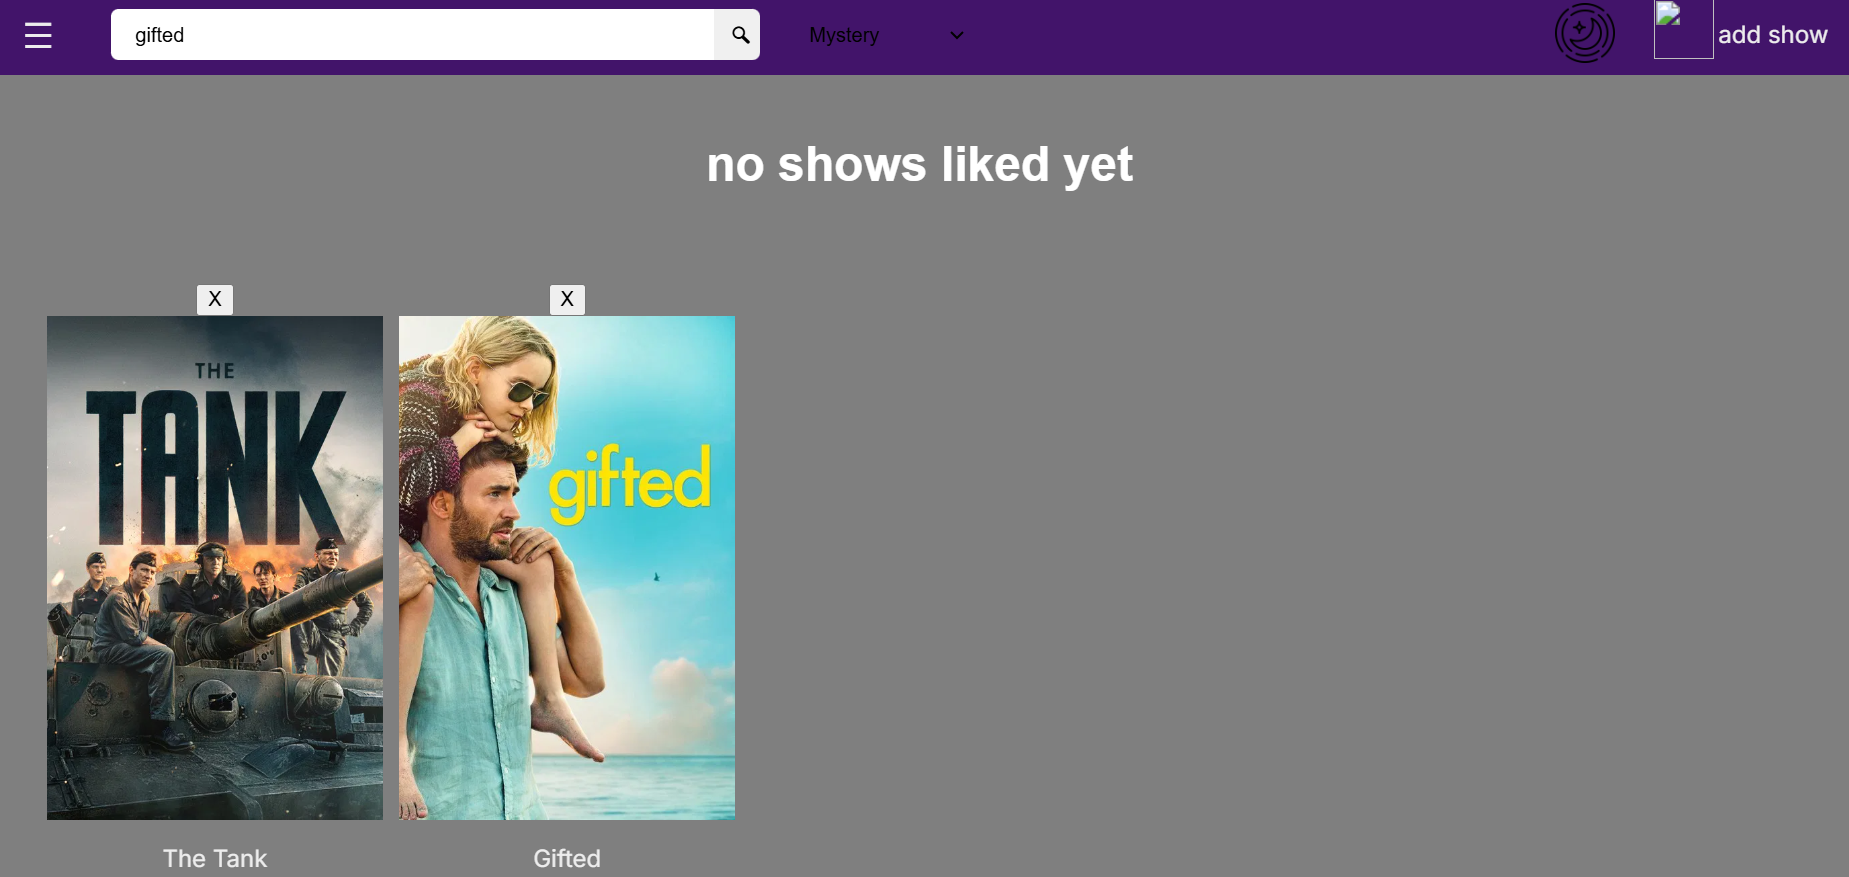 gifted
Mystery
add show
no shows liked yet
X
X
THE
TANK
gifted
The Tank
Gifted